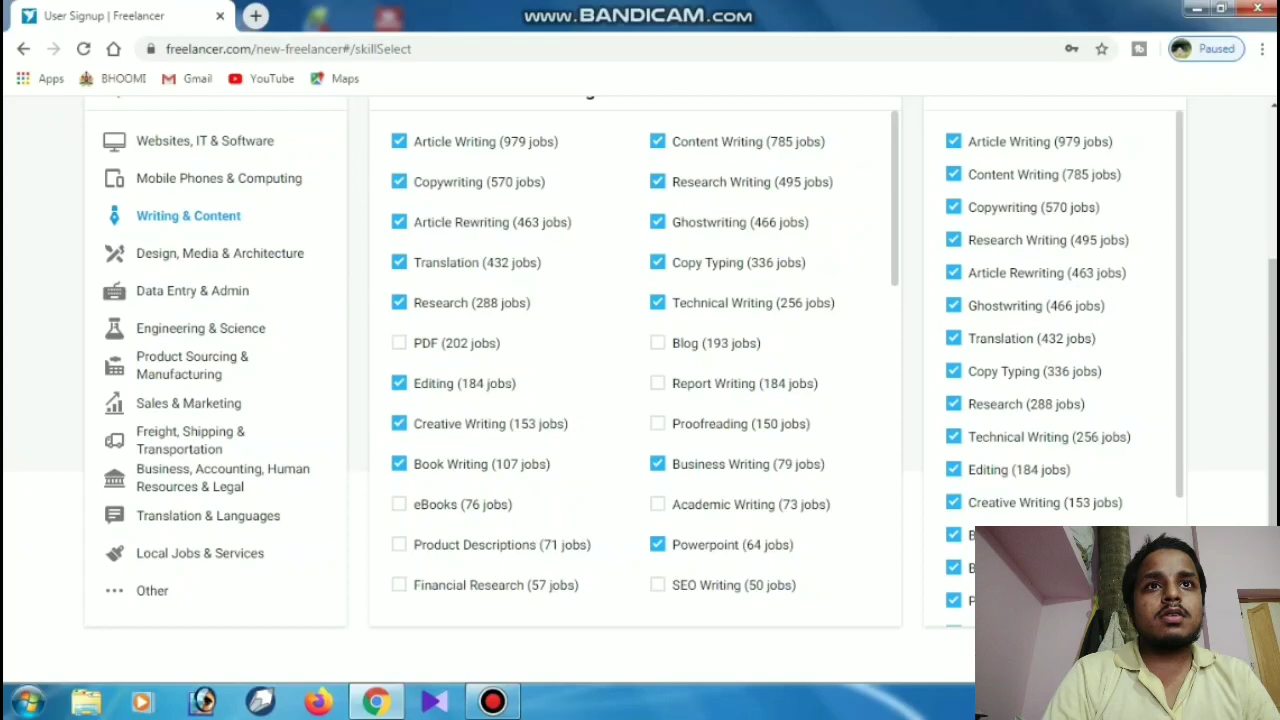 User Signup | Freelancer
www.BANDICAM.com
freelancer.com/new-freelancer#/skillSelect
Paused
Apps
BHOOMI
Gmail
YouTube
Maps
Websites, IT & Software
Mobile Phones & Computing
Writing & Content
Design, Media & Architecture
Data Entry & Admin
Engineering & Science
Product Sourcing &
Manufacturing
Sales & Marketing
Freight, Shipping &
Transportation
Business, Accounting, Human
Resources & Legal
Translation & Languages
Local Jobs & Services
Other
Article Writing (979 jobs)
Content Writing (785 jobs)
Copywriting (570 jobs)
Research Writing (495 jobs)
Article Rewriting (463 jobs)
Ghostwriting (466 jobs)
Translation (432 jobs)
Copy Typing (336 jobs)
Research (288 jobs)
Technical Writing (256 jobs)
PDF (202 jobs)
Blog (193 jobs)
Editing (184 jobs)
Report Writing (184 jobs)
Creative Writing (153 jobs)
Proofreading (150 jobs)
Book Writing (107 jobs)
Business Writing (79 jobs)
eBooks (76 jobs)
Academic Writing (73 jobs)
Product Descriptions (71 jobs)
Powerpoint (64 jobs)
Financial Research (57 jobs)
SEO Writing (50 jobs)
Article Writing (979 jobs)
Content Writing (785 jobs)
Copywriting (570 jobs)
Research Writing (495 jobs)
Article Rewriting (463 jobs)
Ghostwriting (466 jobs)
Translation (432 jobs)
Copy Typing (336 jobs)
Research (288 jobs)
Technical Writing (256 jobs)
Editing (184 jobs)
Creative Writing (153 jobs)